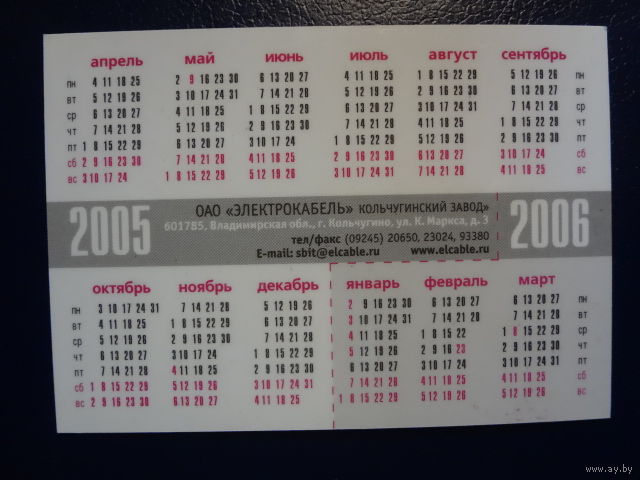 апрель май июнь июль август сентябрь
пн 4 11 18 25 2 9 16 23 30 6 13 20 27 4 11 18 25 1 8 15 22 29 5 12 19 26 пн
вт 5 12 19 26 3 10 17 24 31 7 14 21 28 5 12 19 26 2 9 16 23 30 6 13 20 27 вт
ср 6 13 20 27 4 11 18 25 1 8 15 22 29 6 13 20 27 3 10 17 24 31 7 14 21 28 ср
чт 7 14 21 28 5 12 19 26 2 9 16 23 30 7 14 21 28 4 11 18 25 1 8 15 22 29 чт
пт 1 8 15 22 29 6 13 20 27 3 10 17 24 1 8 15 22 29 5 12 19 26 2 9 16 23 30 пт
сб 2 9 16 23 30 7 14 21 28 4 11 18 25 2 9 16 23 30 6 13 20 27 3 10 17 24 сб
вс 3 10 17 24 1 8 15 22 29 5 12 19 26 3 10 17 24 31 7 14 21 28 4 11 18 25 вс
2005
ОАО «ЭЛЕКТРОКАБЕЛЬ» КОЛЬЧУГИНСКИЙ ЗАВОД»
601785, Владимирская обл., г. Кольчугино, ул. К. Маркса, д. 3
тел/факс (09245) 20650, 23024, 93380
E-mail: sbit@elcable.ru www.elcable.ru
2006
октябрь ноябрь декабрь январь февраль март
пн 3 10 17 24 31 7 14 21 28 5 12 19 26 2 9 16 23 30 6 13 20 27 6 13 20 27 пн
вт 4 11 18 25 1 8 15 22 29 6 13 20 27 3 10 17 24 31 7 14 21 28 7 14 21 28 вт
ср 5 12 19 26 2 9 16 23 30 7 14 21 28 4 11 18 25 1 8 15 22 1 8 15 22 29 ср
чт 6 13 20 27 3 10 17 24 1 8 15 22 29 5 12 19 26 2 9 16 23 2 9 16 23 30 чт
пт 7 14 21 28 4 11 18 25 2 9 16 23 30 6 13 20 27 3 10 17 24 3 10 17 24 31 пт
сб 1 8 15 22 29 5 12 19 26 3 10 17 24 31 7 14 21 28 4 11 18 25 4 11 18 25 сб
вс 2 9 16 23 30 6 13 20 27 4 11 18 25 1 8 15 22 29 5 12 19 26 5 12 19 26 вс
www.ay.by